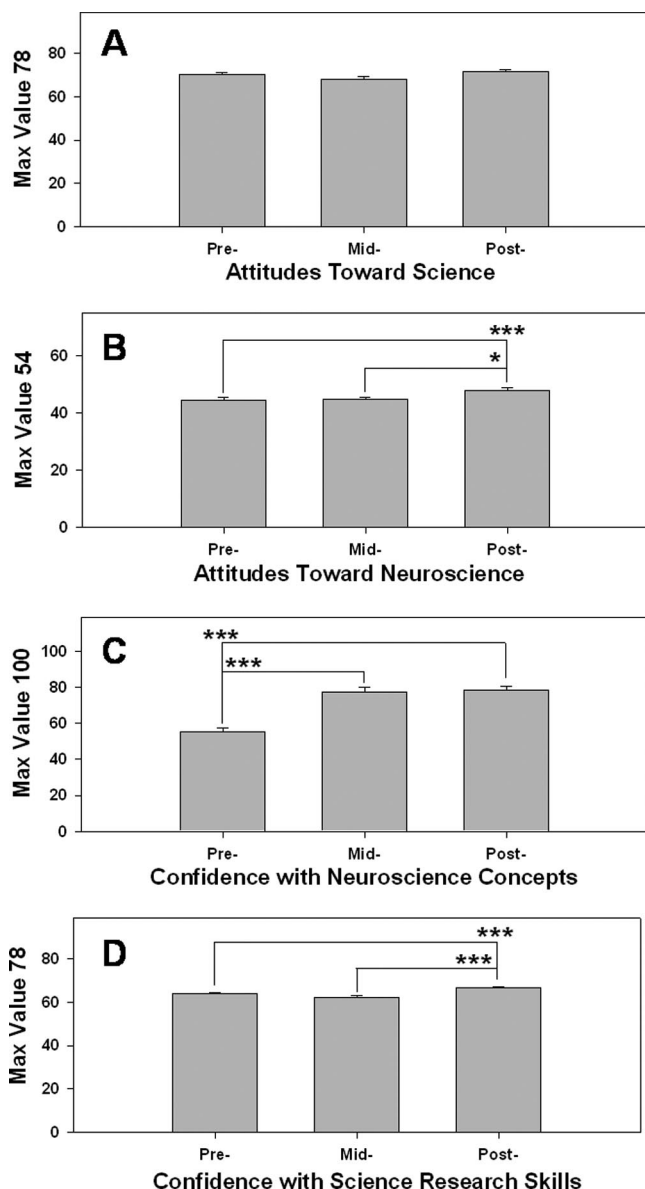 A
Max Value 78
80
60
40
20
0
Pre- Mid- Post-
Attitudes Toward Science
B
Max Value 54
***
*
60
40
20
0
Pre- Mid- Post-
Attitudes Toward Neuroscience
C
Max Value 100
***
***
100
80
60
40
20
0
Pre- Mid- Post-
Confidence with Neuroscience Concepts
D
Max Value 78
***
***
80
60
40
20
0
Pre- Mid- Post-
Confidence with Science Research Skills